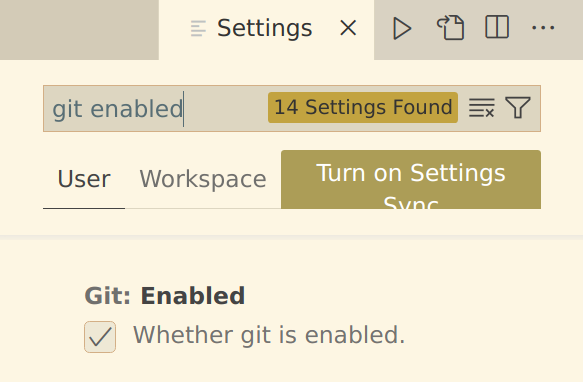 Settings
git enabled
14 Settings Found
User
Workspace
Turn on Settings
Sync
Git: Enabled
Whether git is enabled.